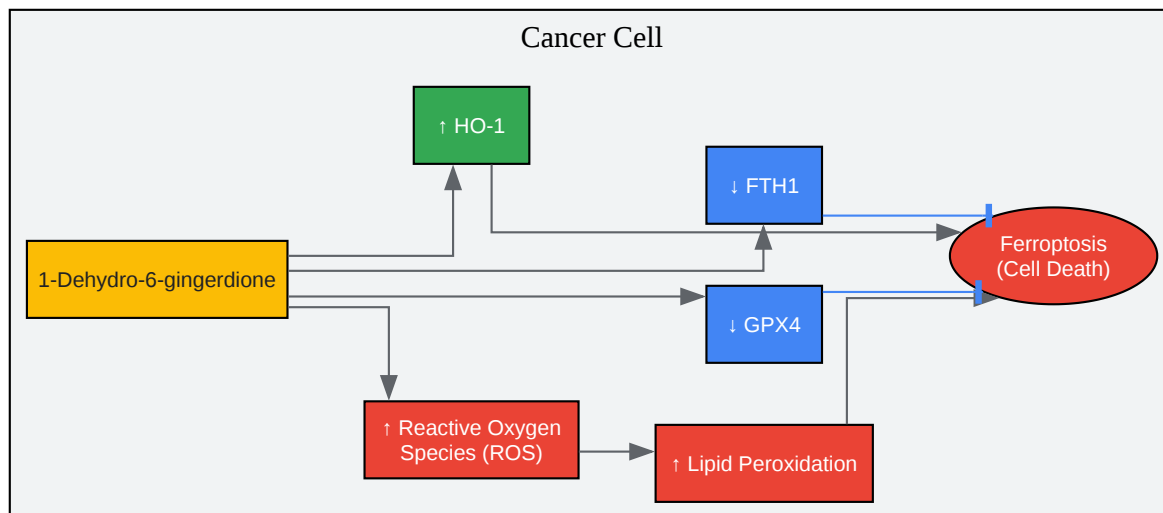 Cancer Cell
↑ HO-1
↓ FTH1
1-Dehydro-6-gingerdione
Ferroptosis
(Cell Death)
↓ GPX4
↑ Reactive Oxygen
Species (ROS)
↑ Lipid Peroxidation